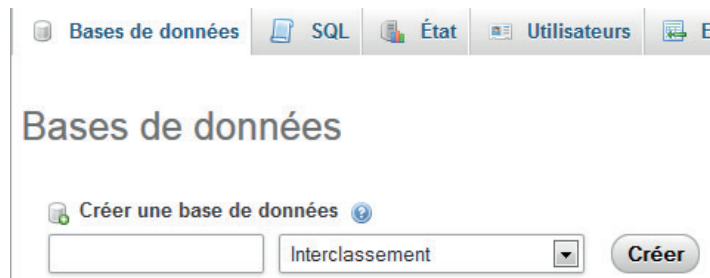 Bases de données SQL État Utilisateurs
Bases de données
Créer une base de données
Interclassement Créer